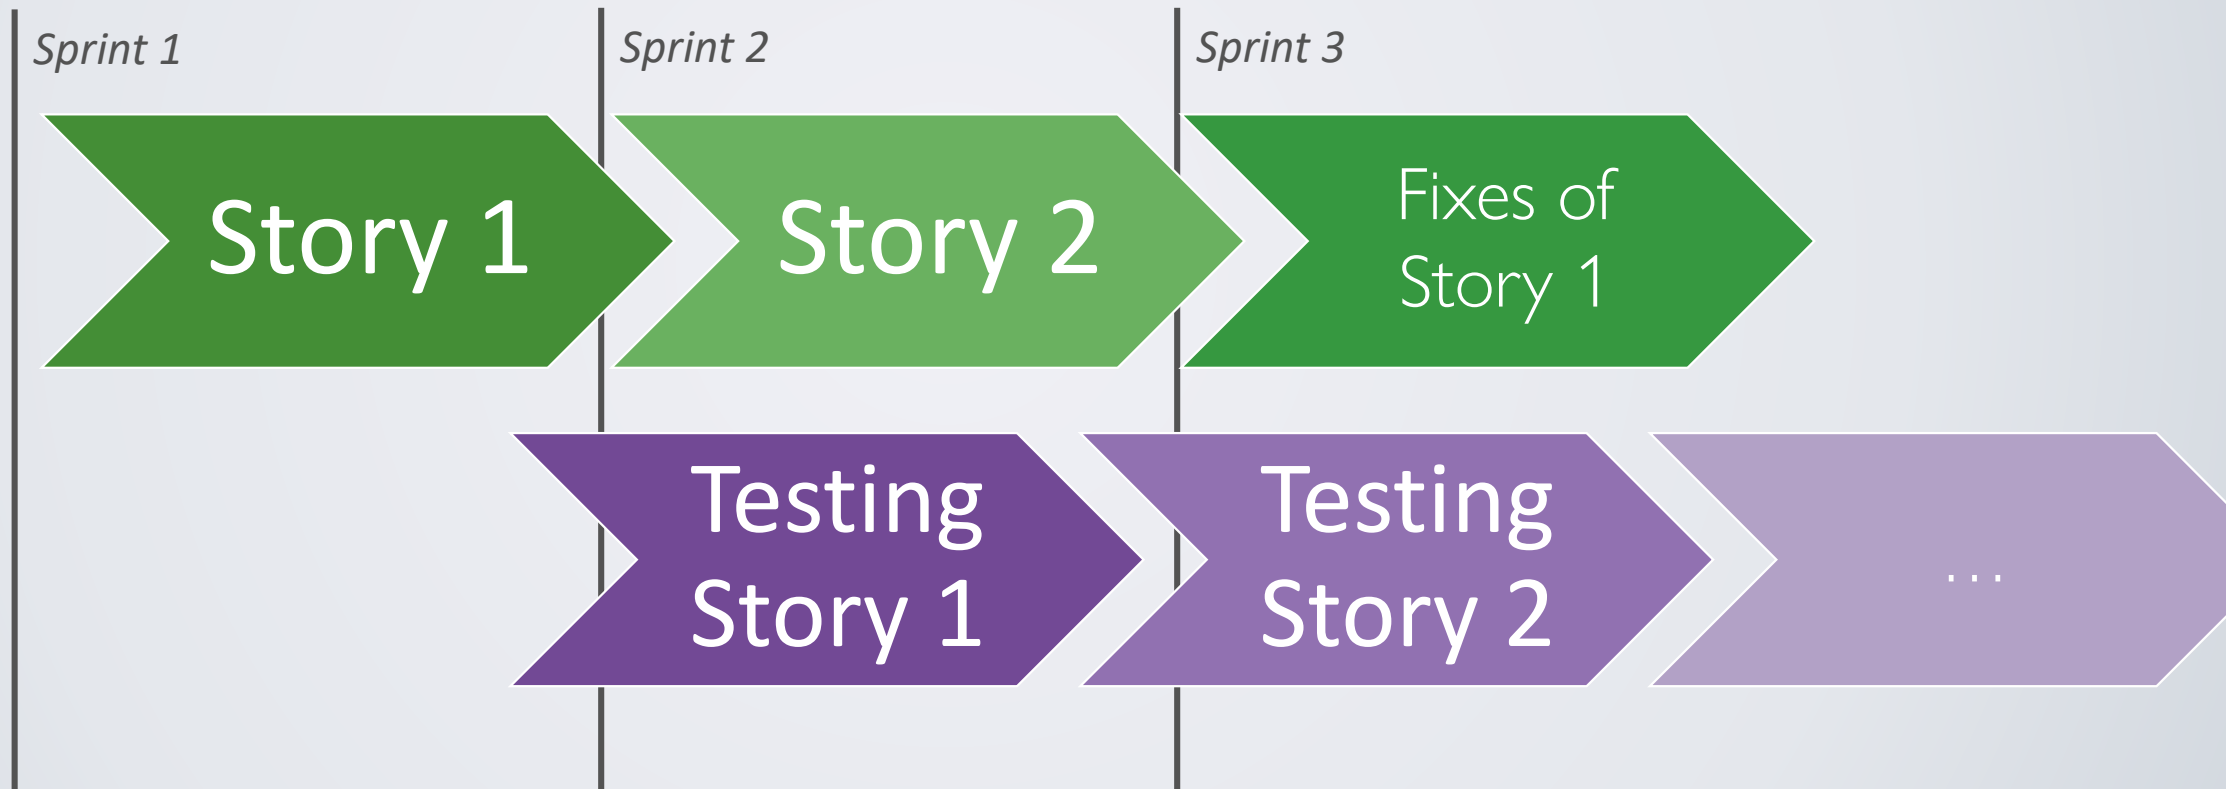 Sprint 1
Sprint 2
Sprint 3
Story 1
Story 2
Fixes of
Story 1
Testing
Story 1
Testing
Story 2
...